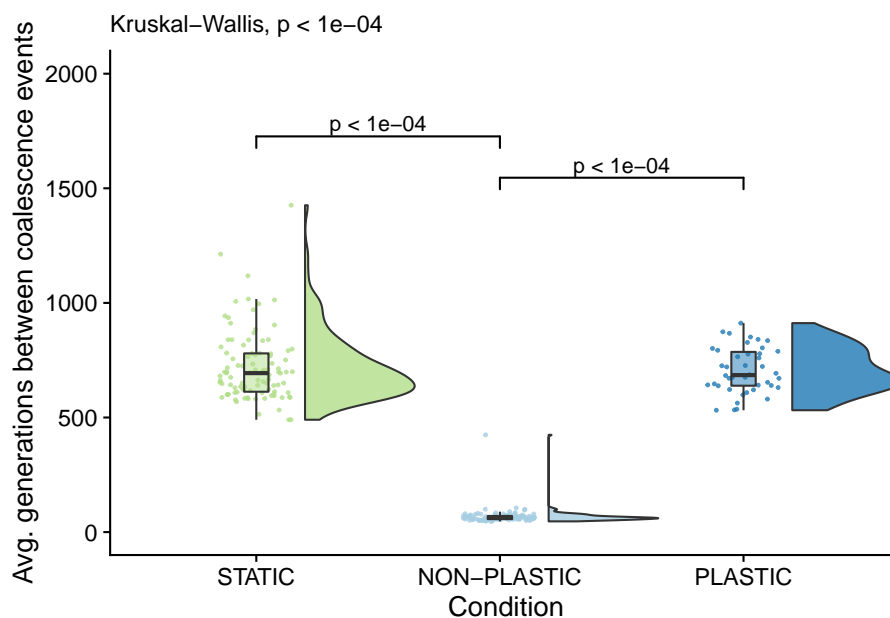 Kruskal−Wallis, p < 1e−04
Avg. generations between coalescence events
2000
1500
1000
500
0
p < 1e−04
p < 1e−04
STATIC
NON−PLASTIC
PLASTIC
Condition